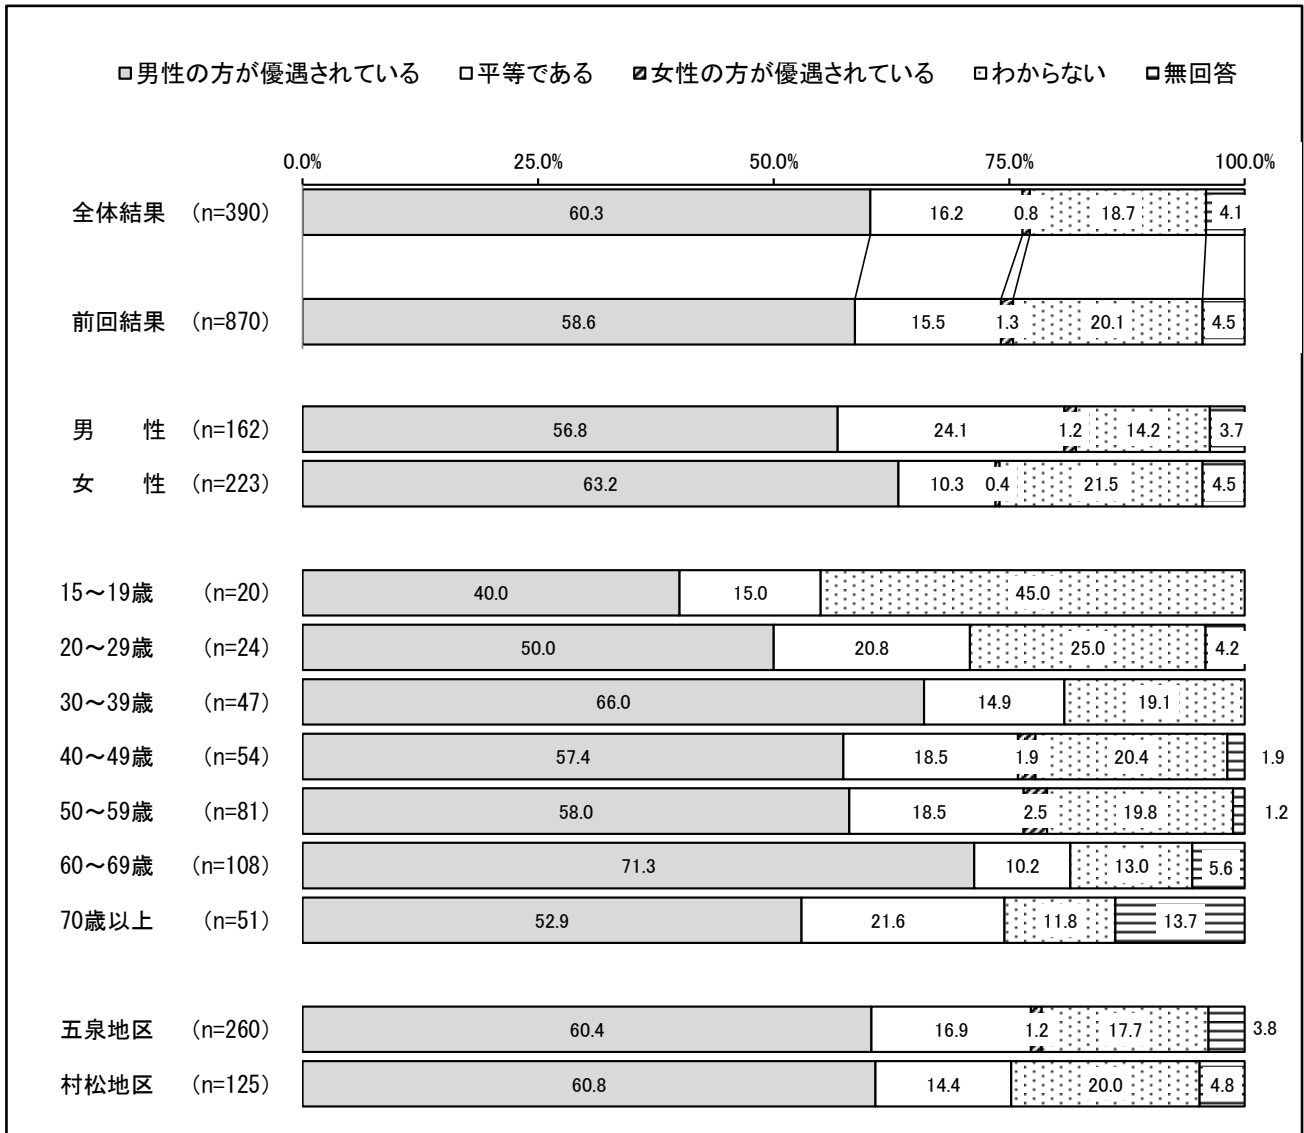 男性の方が優遇されている 平等である 女性の方が優遇されている わからない 無回答
0.0% 25.0% 50.0% 75.0% 100.0%
全体結果 (n=390) 60.3 16.2 0.8 18.7 4.1
前回結果 (n=870) 58.6 15.5 1.3 20.1 4.5
男 性 (n=162) 56.8 24.1 1.2 14.2 3.7
女 性 (n=223) 63.2 10.3 0.4 21.5 4.5
15～19歳 (n=20) 40.0 15.0 45.0
20～29歳 (n=24) 50.0 20.8 25.0 4.2
30～39歳 (n=47) 66.0 14.9 19.1
40～49歳 (n=54) 57.4 18.5 1.9 20.4 1.9
50～59歳 (n=81) 58.0 18.5 2.5 19.8 1.2
60～69歳 (n=108) 71.3 10.2 13.0 5.6
70歳以上 (n=51) 52.9 21.6 11.8 13.7
五泉地区 (n=260) 60.4 16.9 1.2 17.7 3.8
村松地区 (n=125) 60.8 14.4 20.0 4.8